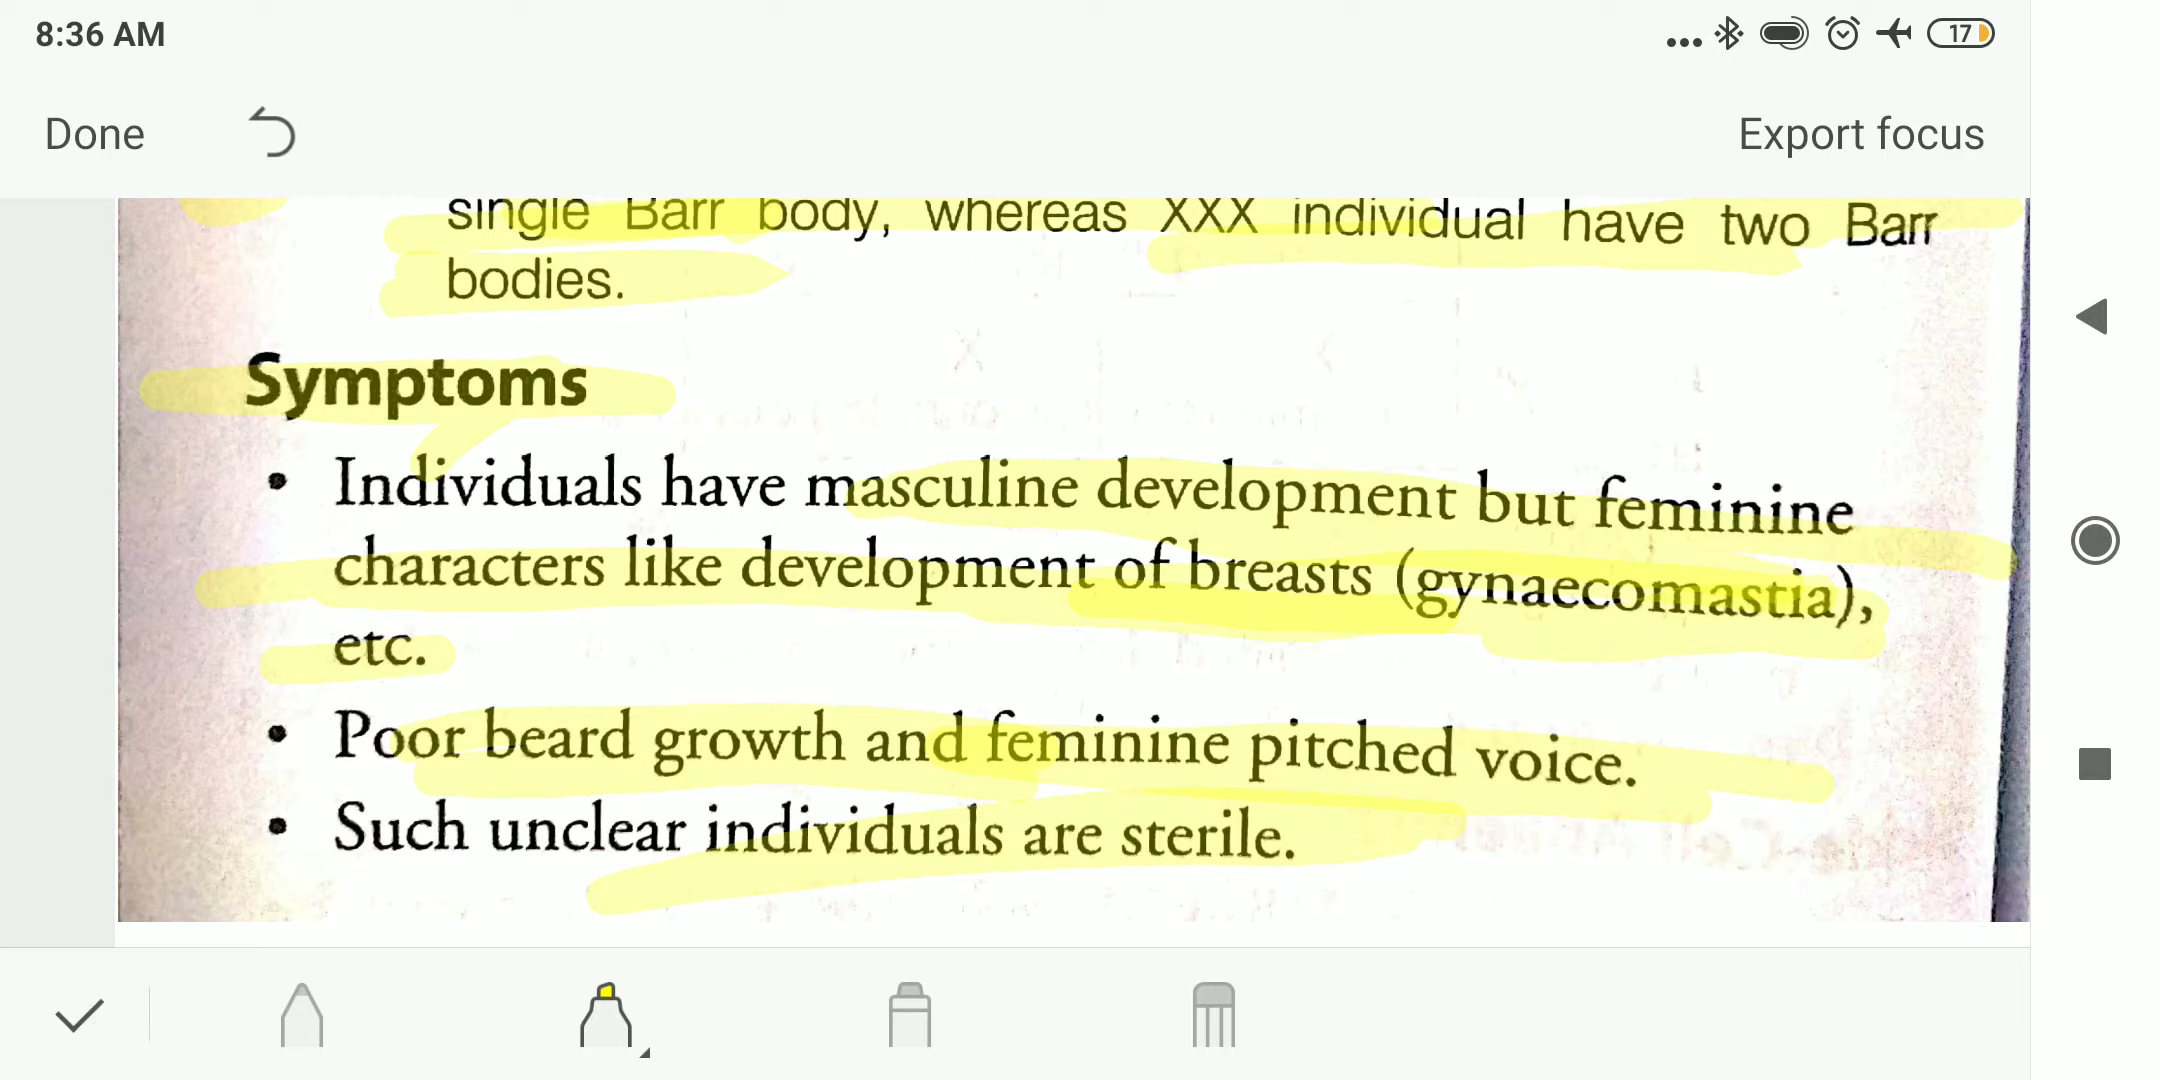 8:36 AM
17
Done
Export focus
single Barr body, whereas XXX individual have two Barr
bodies.
Symptoms
• Individuals have masculine development but feminine
characters like development of breasts (gynaecomastia),
etc.
• Poor beard growth and feminine pitched voice.
• Such unclear individuals are sterile.